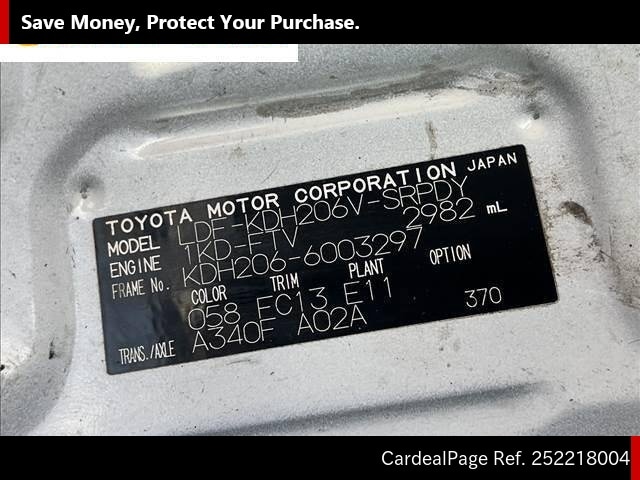 Save Money, Protect Your Purchase.
TOYOTA MOTOR CORPORATION JAPAN
MODEL LDF-KDH206V-SRPDY
ENGINE 1KD-FTV 2982 mL
FRAME No. KDH206-6003297
COLOR TRIM PLANT OPTION
058 FC13 E11 370
TRANS./AXLE A340F A02A
CardealPage Ref. 252218004